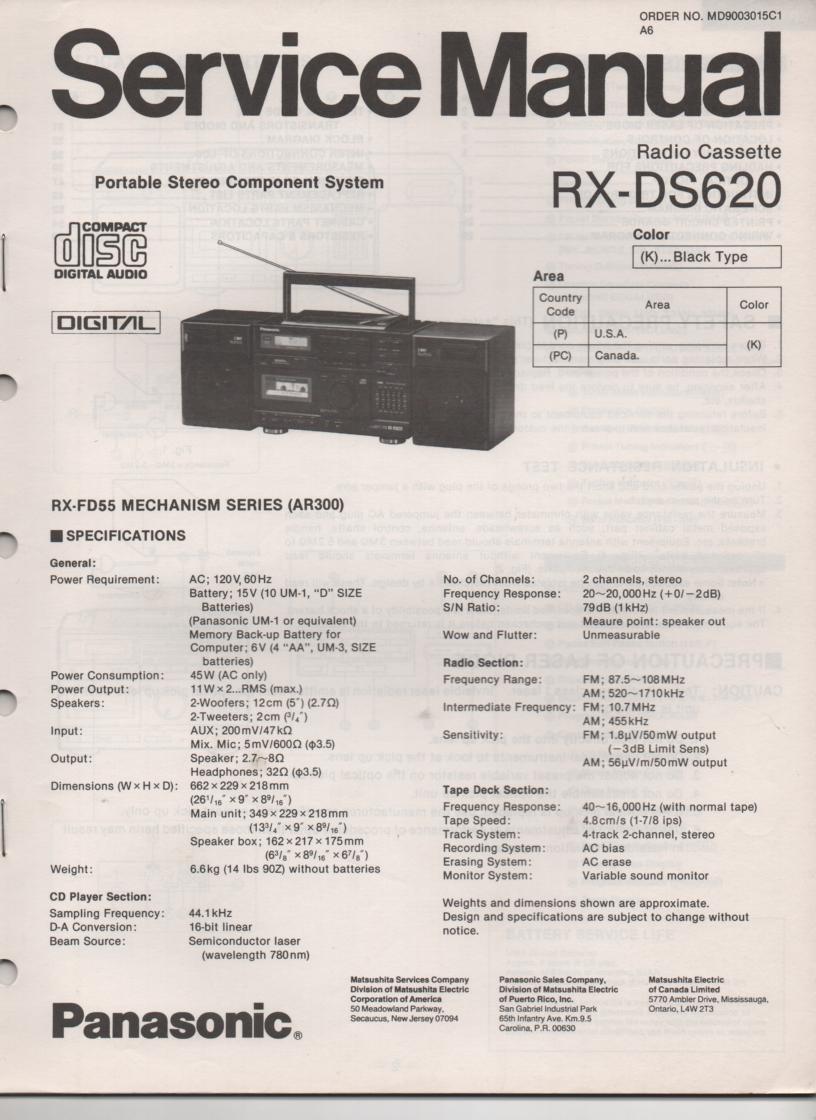 ORDER NO. MD9003015C1
A6
Service Manual
Radio Cassette
RX-DS620
Portable Stereo Component System
COMPACT
disc
DIGITAL AUDIO
DIGITAL
Color
(K)...Black Type
Area
Country Code Area Color
(P) U.S.A. (K)
(PC) Canada.
Panasonic
RX-FD55 MECHANISM SERIES (AR300)
■ SPECIFICATIONS
General:
Power Requirement: AC; 120V, 60Hz
Battery; 15V (10 UM-1, "D" SIZE
Batteries)
(Panasonic UM-1 or equivalent)
Memory Back-up Battery for
Computer; 6V (4 "AA", UM-3, SIZE
batteries)
Power Consumption: 45W (AC only)
Power Output: 11W×2...RMS (max.)
Speakers: 2-Woofers; 12cm (5″) (2.7Ω)
2-Tweeters; 2cm (3/4″)
Input: AUX; 200mV/47kΩ
Mix. Mic; 5mV/600Ω (φ3.5)
Output: Speaker; 2.7~8Ω
Headphones; 32Ω (φ3.5)
Dimensions (W×H×D): 662×229×218mm
(26 1/16″ × 9″ × 8 9/16″)
Main unit; 349×229×218mm
(13 3/4″ × 9″ × 8 9/16″)
Speaker box; 162×217×175mm
(6 3/8″ × 8 9/16″ × 6 7/8″)
Weight: 6.6kg (14 lbs 9OZ) without batteries
CD Player Section:
Sampling Frequency: 44.1kHz
D-A Conversion: 16-bit linear
Beam Source: Semiconductor laser
(wavelength 780nm)
No. of Channels: 2 channels, stereo
Frequency Response: 20~20,000Hz (+0/−2dB)
S/N Ratio: 79dB (1kHz)
Meaure point: speaker out
Wow and Flutter: Unmeasurable
Radio Section:
Frequency Range: FM; 87.5~108MHz
AM; 520~1710kHz
Intermediate Frequency: FM; 10.7MHz
AM; 455kHz
Sensitivity: FM; 1.8μV/50mW output
(−3dB Limit Sens)
AM; 56μV/m/50mW output
Tape Deck Section:
Frequency Response: 40~16,000Hz (with normal tape)
Tape Speed: 4.8cm/s (1-7/8 ips)
Track System: 4-track 2-channel, stereo
Recording System: AC bias
Erasing System: AC erase
Monitor System: Variable sound monitor
Weights and dimensions shown are approximate.
Design and specifications are subject to change without
notice.
Panasonic®
Matsushita Services Company
Division of Matsushita Electric
Corporation of America
50 Meadowland Parkway,
Secaucus, New Jersey 07094
Panasonic Sales Company,
Division of Matsushita Electric
of Puerto Rico, Inc.
San Gabriel Industrial Park
65th Infantry Ave. Km.9.5
Carolina, P.R. 00630
Matsushita Electric
of Canada Limited
5770 Ambler Drive, Mississauga,
Ontario, L4W 2T3